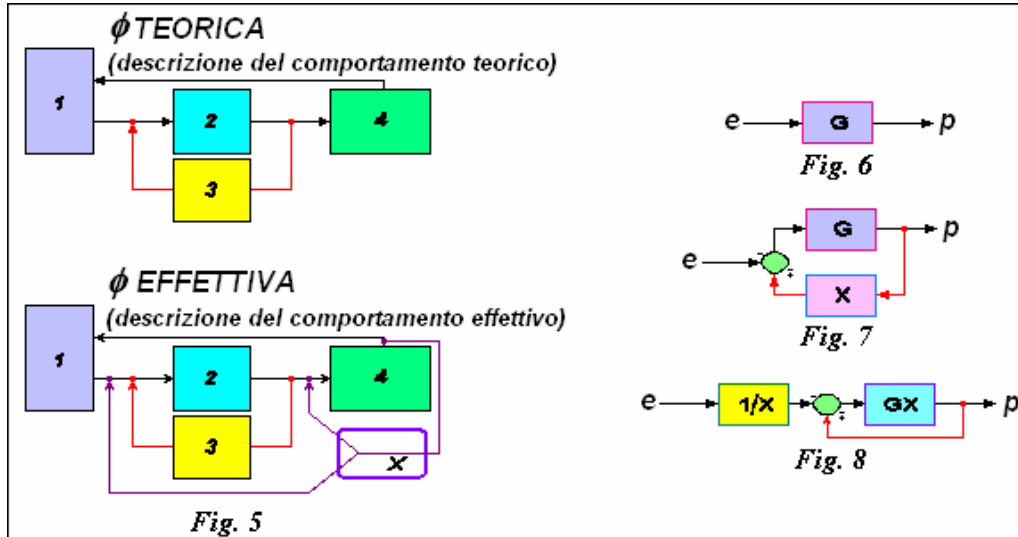 ϕ TEORICA
(descrizione del comportamento teorico)
1
2
4
3
ϕ EFFETTIVA
(descrizione del comportamento effettivo)
1
2
4
3
X
Fig. 5
e G p
Fig. 6
G
e p
- +
X
Fig. 7
e 1/X - + GX p
Fig. 8